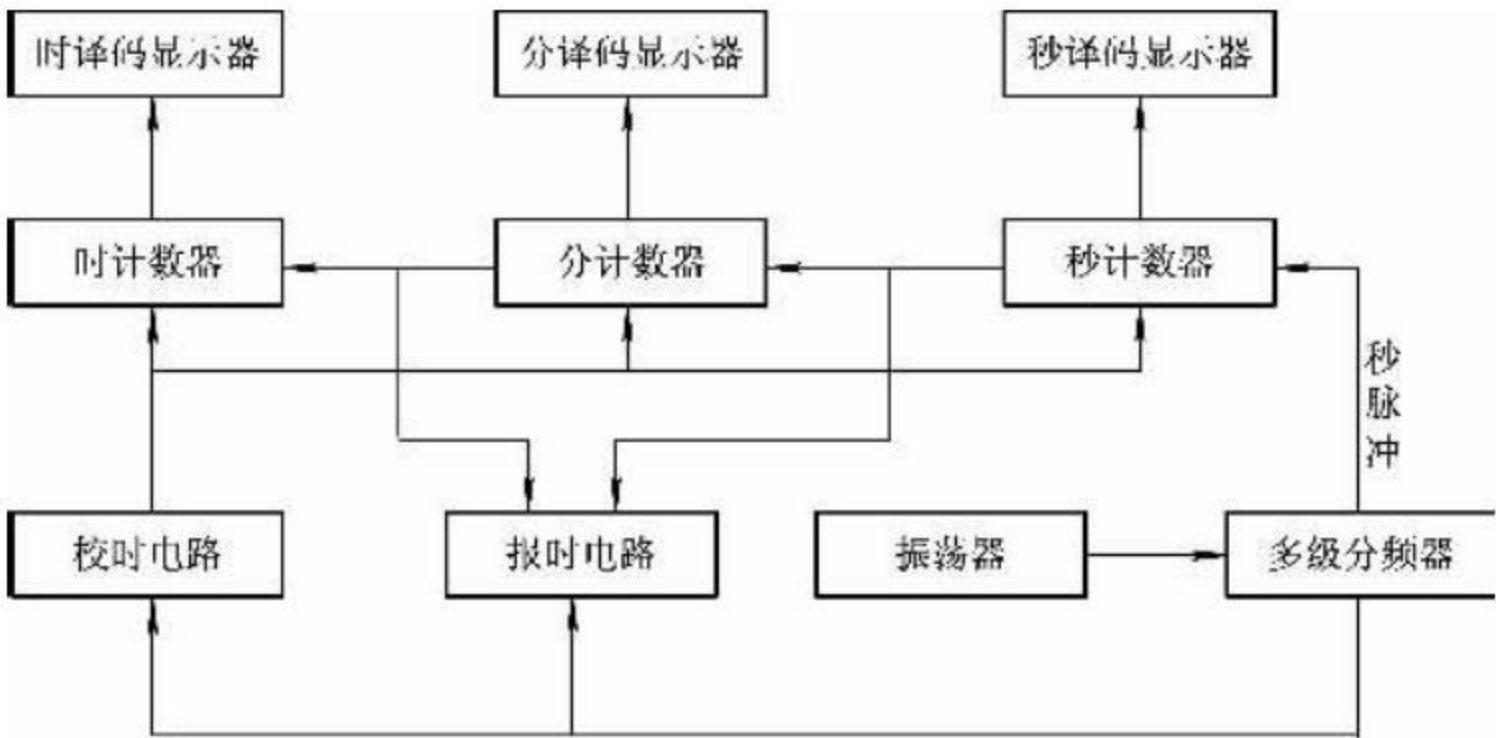 时译码显示器
分译码显示器
秒译码显示器
时计数器
分计数器
秒计数器
秒脉冲
校时电路
报时电路
振荡器
多级分频器